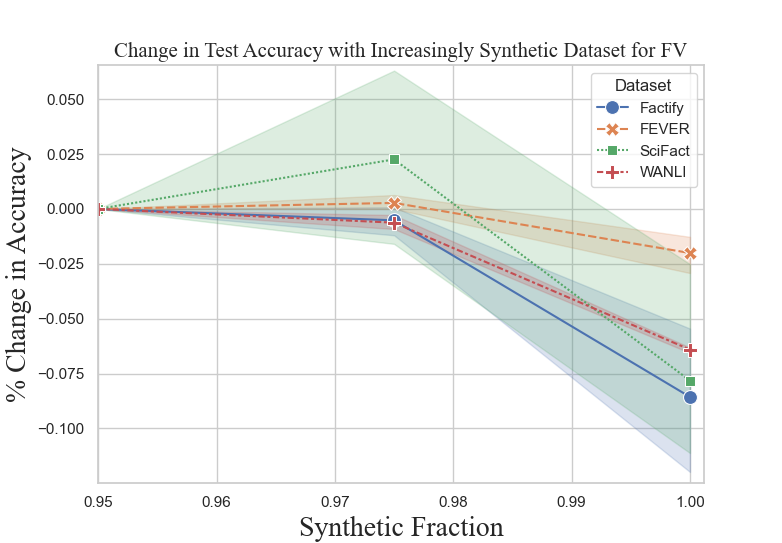 Change in Test Accuracy with Increasingly Synthetic Dataset for FV
% Change in Accuracy
0.050
0.025
0.000
−0.025
−0.050
−0.075
−0.100
Dataset
Factify
FEVER
SciFact
WANLI
0.95 0.96 0.97 0.98 0.99 1.00
Synthetic Fraction